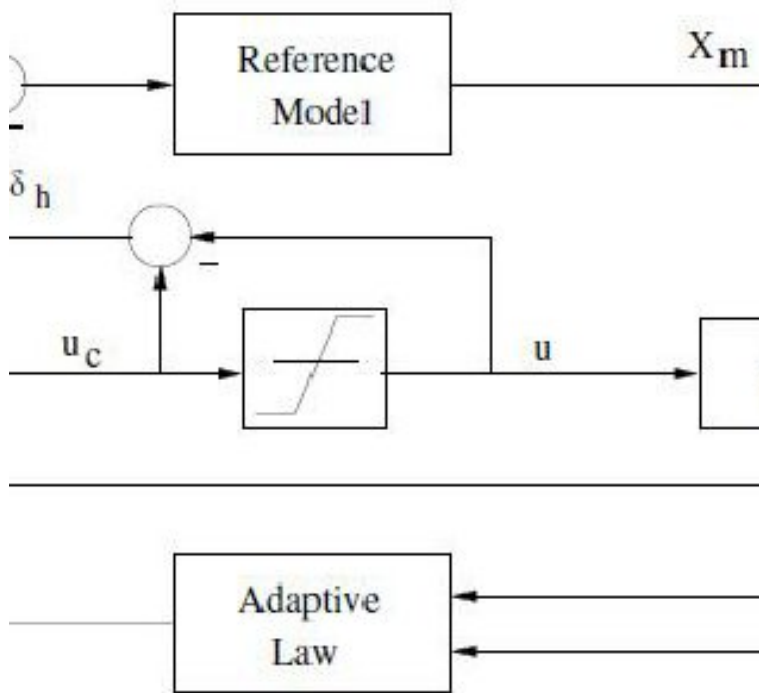 Reference
Model
Xm
−
δh
−
uc
u
Adaptive
Law